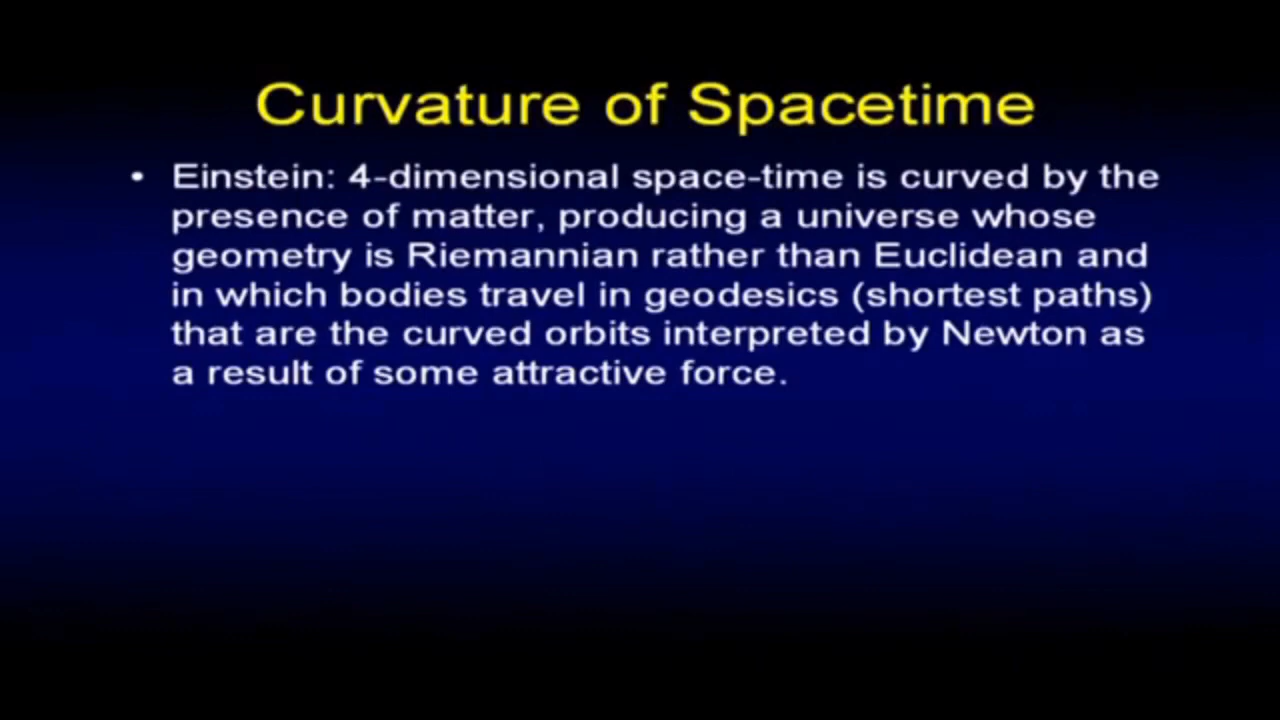 Curvature of Spacetime
• Einstein: 4-dimensional space-time is curved by the
presence of matter, producing a universe whose
geometry is Riemannian rather than Euclidean and
in which bodies travel in geodesics (shortest paths)
that are the curved orbits interpreted by Newton as
a result of some attractive force.